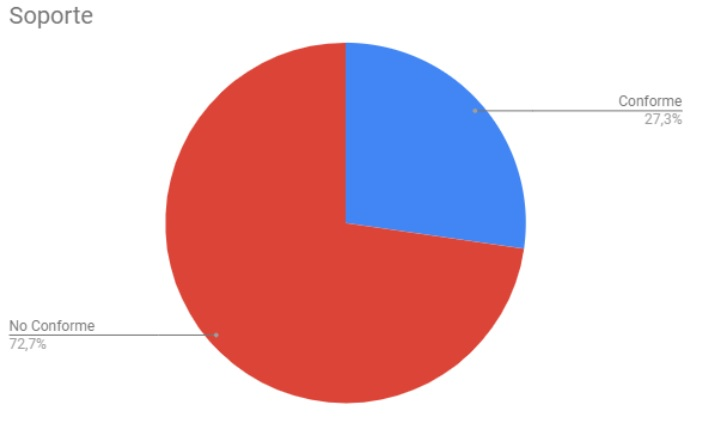 Soporte
Conforme
27,3%
No Conforme
72,7%